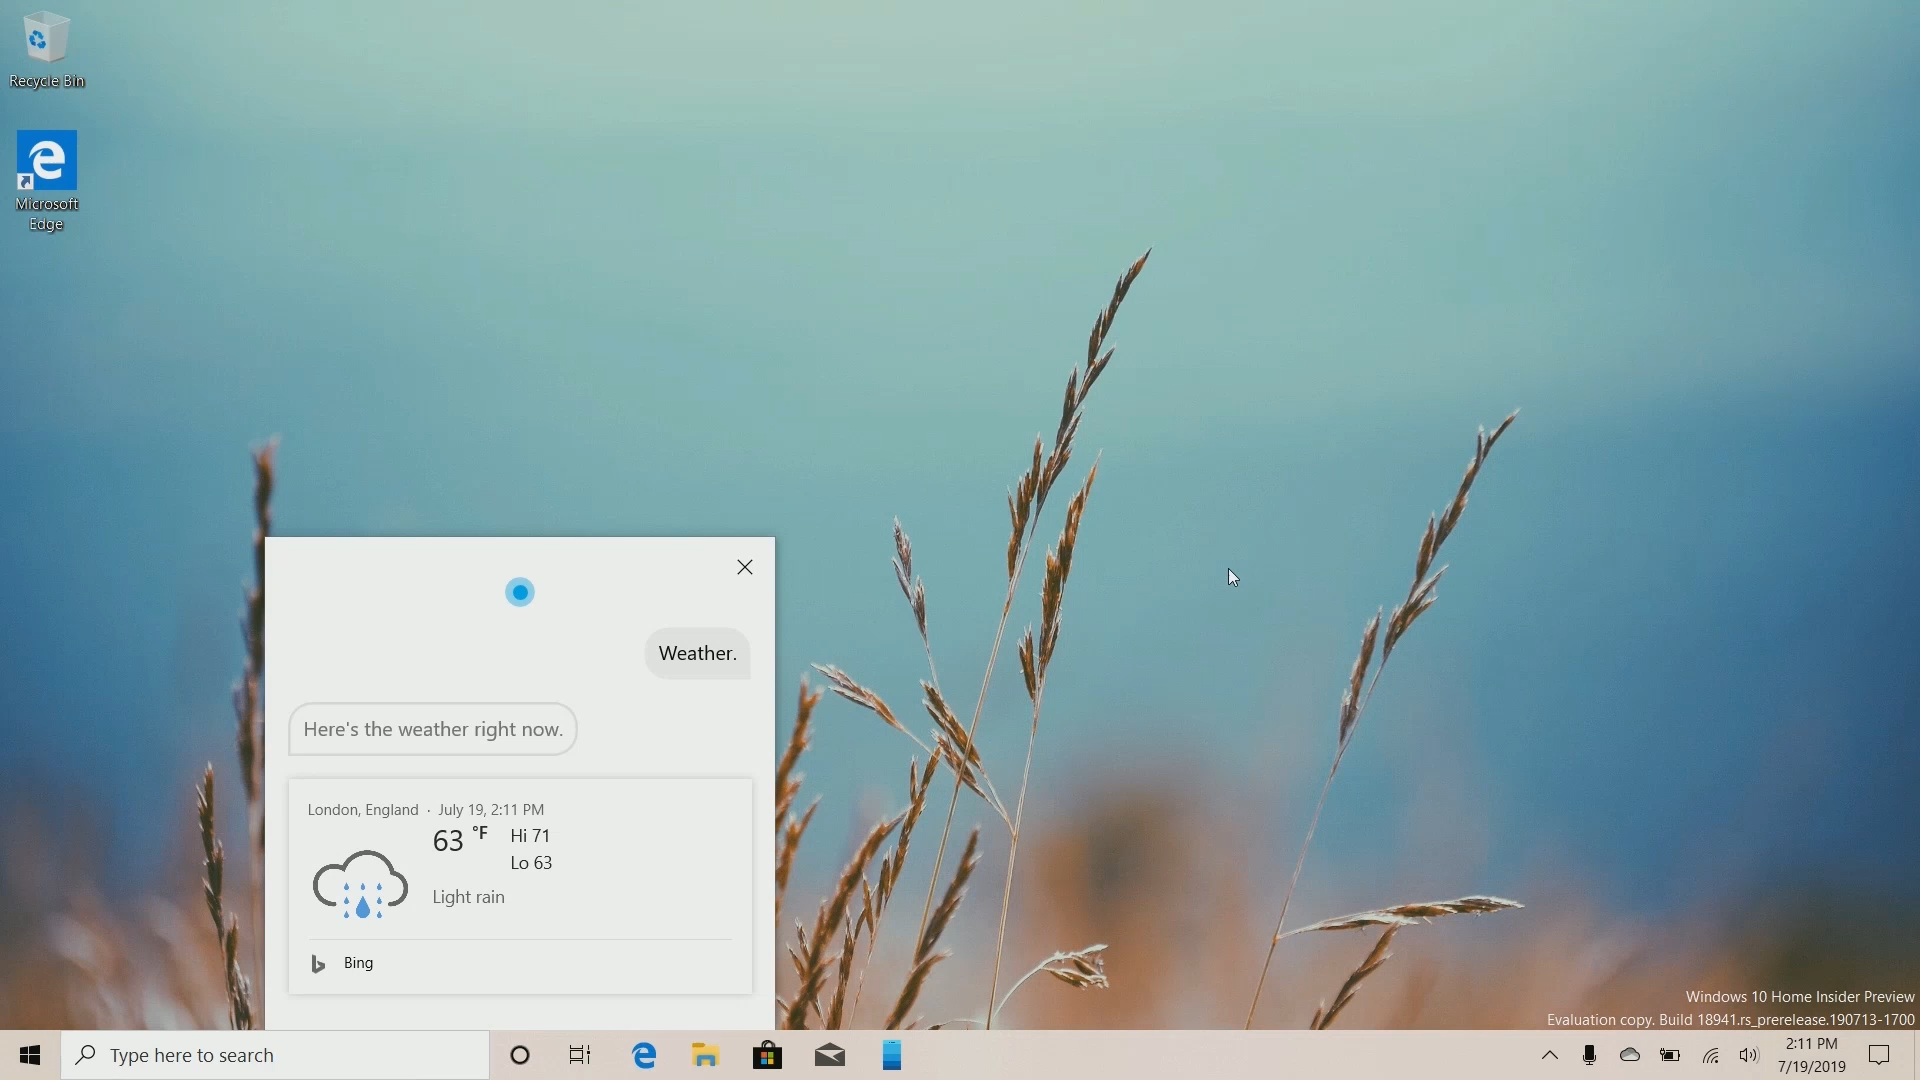 Recycle Bin
Microsoft
Edge
Weather.
Here's the weather right now.
London, England · July 19, 2:11 PM
63 °F
Hi 71
Lo 63
Light rain
Bing
Windows 10 Home Insider Preview
Evaluation copy. Build 18941.rs_prerelease.190713-1700
Type here to search
2:11 PM
7/19/2019